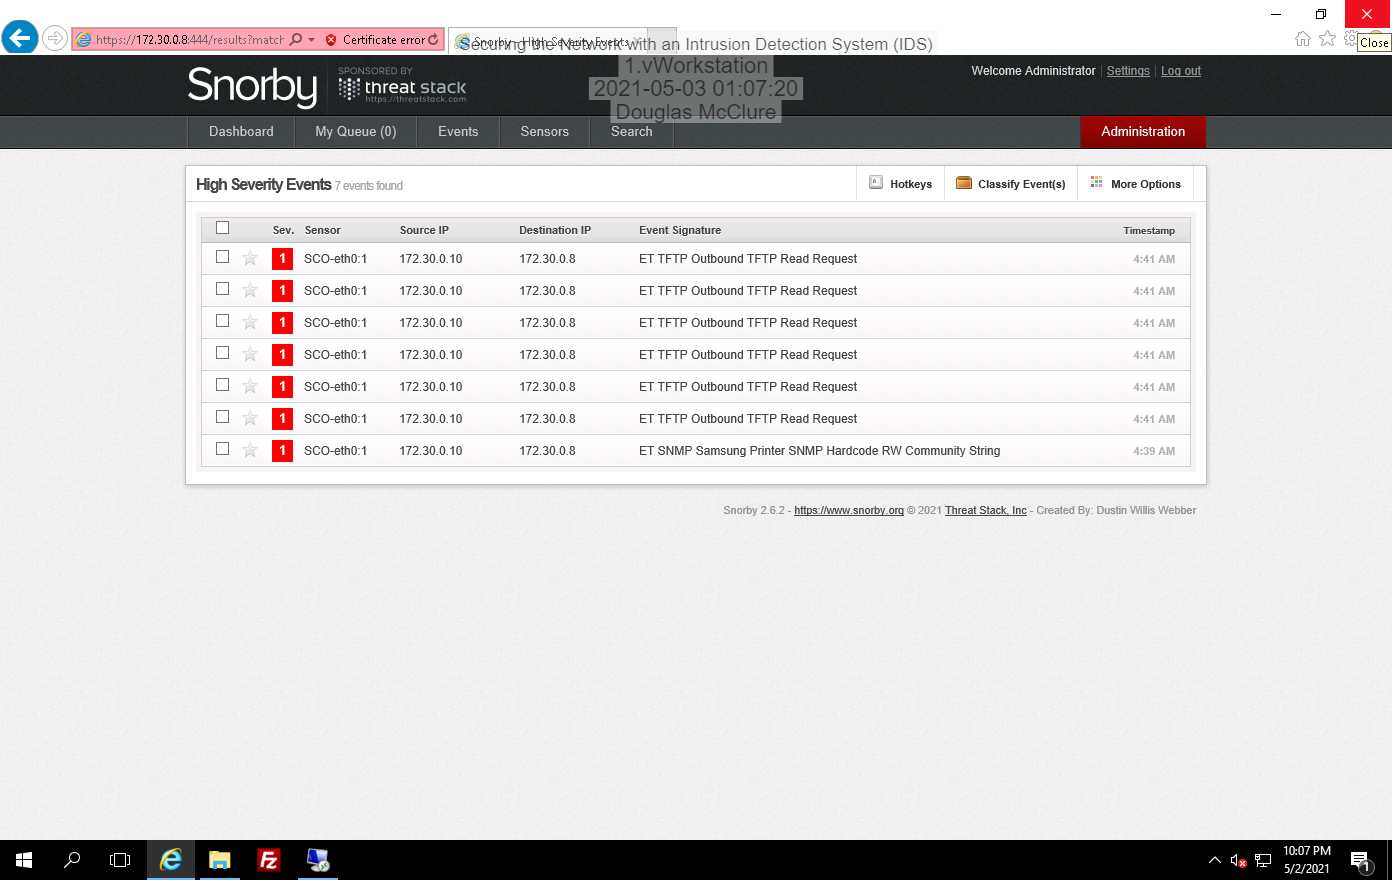 https://172.30.0.8:444/results?match
Certificate error
Snorby - High Severity Events
Close
Securing the Network with an Intrusion Detection System (IDS)
1.vWorkstation
2021-05-03 01:07:20
Douglas McClure
Snorby
SPONSORED BY
threat stack
https://threatstack.com
Welcome Administrator Settings Log out
Dashboard My Queue (0) Events Sensors Search Administration
High Severity Events 7 events found Hotkeys Classify Event(s) More Options
Sev. Sensor Source IP Destination IP Event Signature Timestamp
1 SCO-eth0:1 172.30.0.10 172.30.0.8 ET TFTP Outbound TFTP Read Request 4:41 AM
1 SCO-eth0:1 172.30.0.10 172.30.0.8 ET TFTP Outbound TFTP Read Request 4:41 AM
1 SCO-eth0:1 172.30.0.10 172.30.0.8 ET TFTP Outbound TFTP Read Request 4:41 AM
1 SCO-eth0:1 172.30.0.10 172.30.0.8 ET TFTP Outbound TFTP Read Request 4:41 AM
1 SCO-eth0:1 172.30.0.10 172.30.0.8 ET TFTP Outbound TFTP Read Request 4:41 AM
1 SCO-eth0:1 172.30.0.10 172.30.0.8 ET TFTP Outbound TFTP Read Request 4:41 AM
1 SCO-eth0:1 172.30.0.10 172.30.0.8 ET SNMP Samsung Printer SNMP Hardcode RW Community String 4:39 AM
Snorby 2.6.2 - https://www.snorby.org © 2021 Threat Stack, Inc - Created By: Dustin Willis Webber
10:07 PM
5/2/2021
1